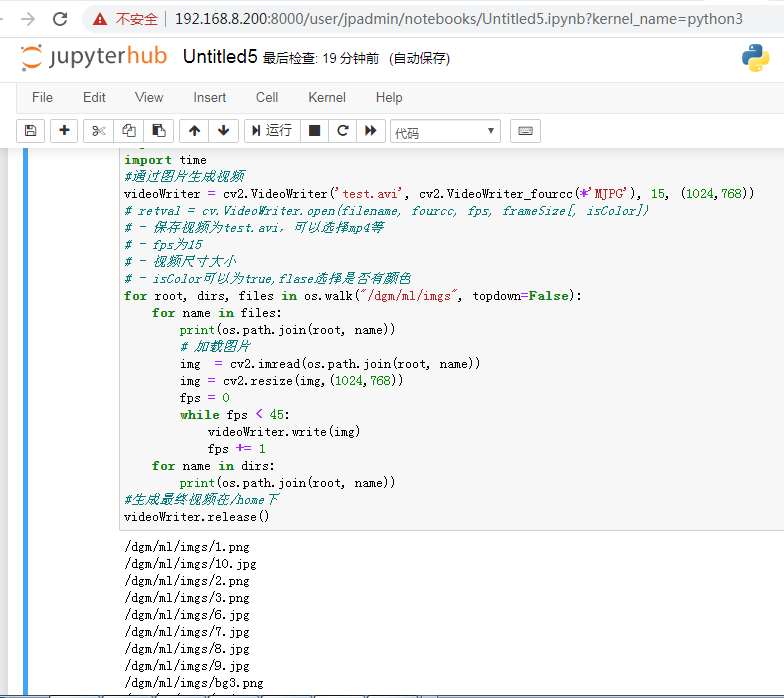 不安全 | 192.168.8.200:8000/user/jpadmin/notebooks/Untitled5.ipynb?kernel_name=python3
jupyterhub Untitled5 最后检查: 19 分钟前 (自动保存)
File Edit View Insert Cell Kernel Help
运行 代码
import time
#通过图片生成视频
videoWriter = cv2.VideoWriter('test.avi', cv2.VideoWriter_fourcc(*'MJPG'), 15, (1024,768))
# retval = cv.VideoWriter.open(filename, fourcc, fps, frameSize[, isColor])
# - 保存视频为test.avi，可以选择mp4等
# - fps为15
# - 视频尺寸大小
# - isColor可以为true,flase选择是否有颜色
for root, dirs, files in os.walk("/dgm/ml/imgs", topdown=False):
    for name in files:
        print(os.path.join(root, name))
        # 加载图片
        img  = cv2.imread(os.path.join(root, name))
        img = cv2.resize(img,(1024,768))
        fps = 0
        while fps < 45:
            videoWriter.write(img)
            fps += 1
    for name in dirs:
        print(os.path.join(root, name))
#生成最终视频在/home下
videoWriter.release()
/dgm/ml/imgs/1.png
/dgm/ml/imgs/10.jpg
/dgm/ml/imgs/2.png
/dgm/ml/imgs/3.png
/dgm/ml/imgs/6.jpg
/dgm/ml/imgs/7.jpg
/dgm/ml/imgs/8.jpg
/dgm/ml/imgs/9.jpg
/dgm/ml/imgs/bg3.png